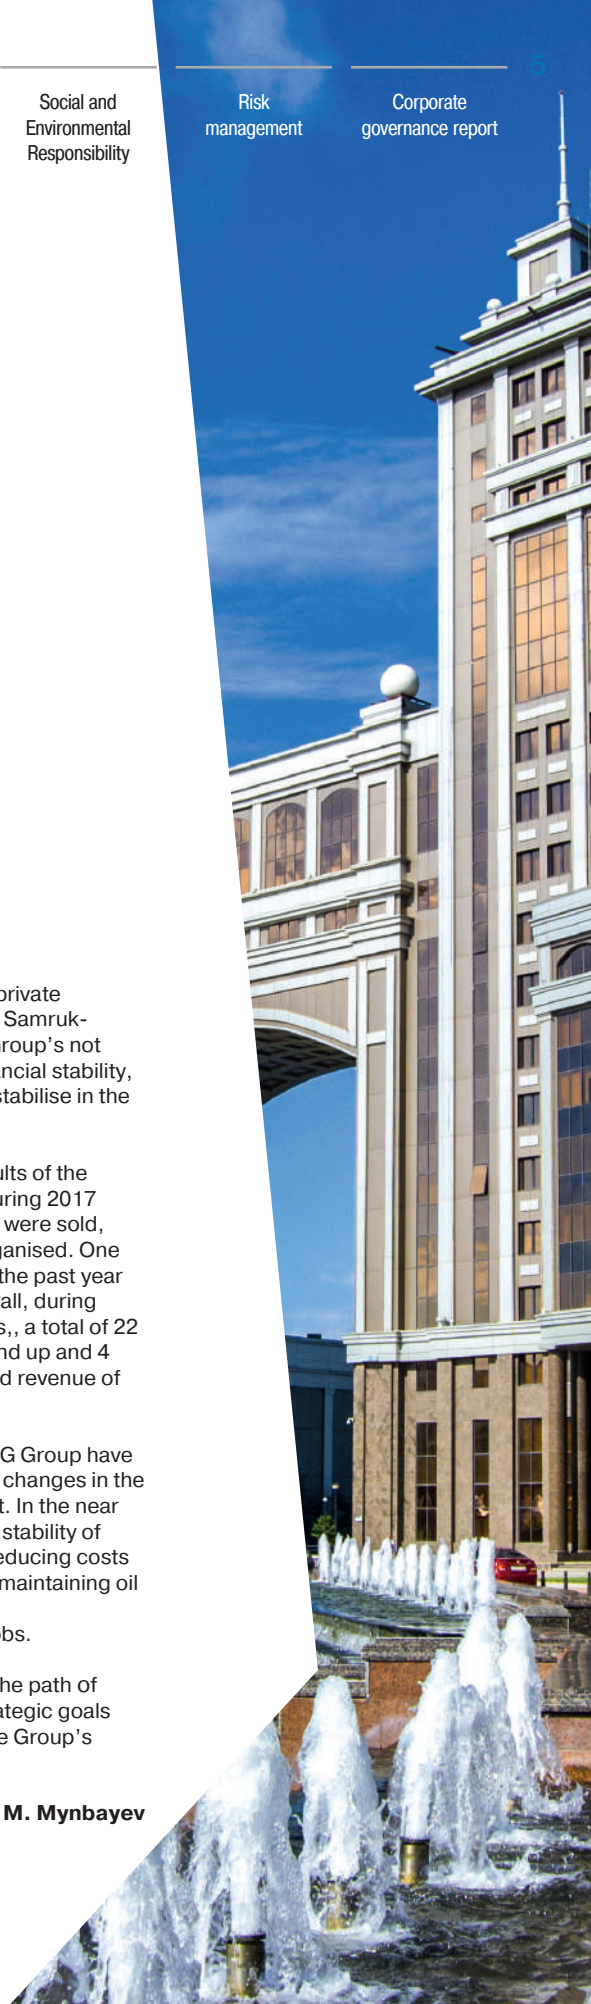 5
Social and
Environmental
Responsibility
Risk
management
Corporate
governance report
private
Samruk-
roup's not
ncial stability,
stabilise in the
ults of the
uring 2017
were sold,
ganised. One
the past year
all, during
s,, a total of 22
nd up and 4
d revenue of
G Group have
changes in the
t. In the near
stability of
educing costs
maintaining oil
obs.
he path of
ategic goals
e Group's
M. Mynbayev